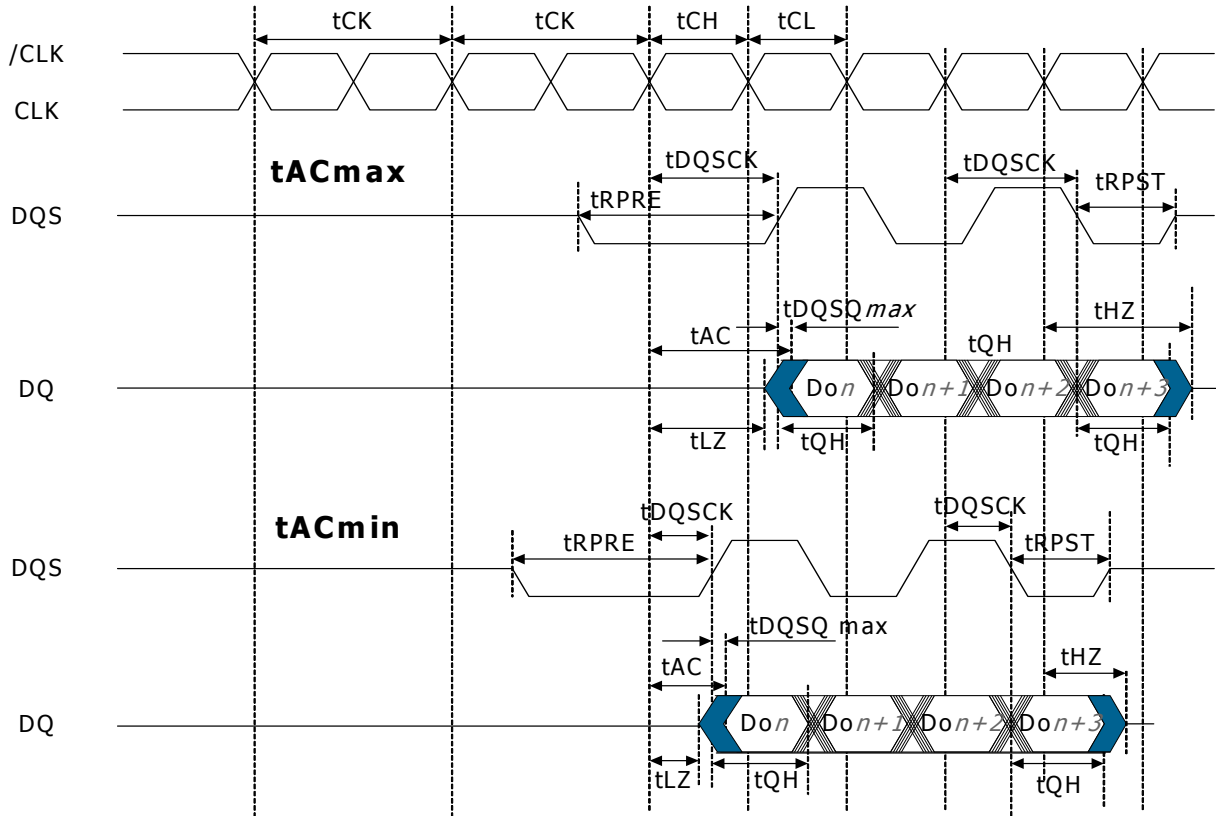 tCK tCK tCH tCL
/CLK
CLK
tACmax
tDQSCK tDQSCK
tRPRE tRPST
DQS
tDQSQmax tHZ
tAC tQH
DQ Don Don+1 Don+2 Don+3
tLZ tQH tQH
tACmin
tDQSCK tDQSCK
tRPRE tRPST
DQS
tDQSQ max
tAC tHZ
DQ Don Don+1 Don+2 Don+3
tLZ tQH tQH